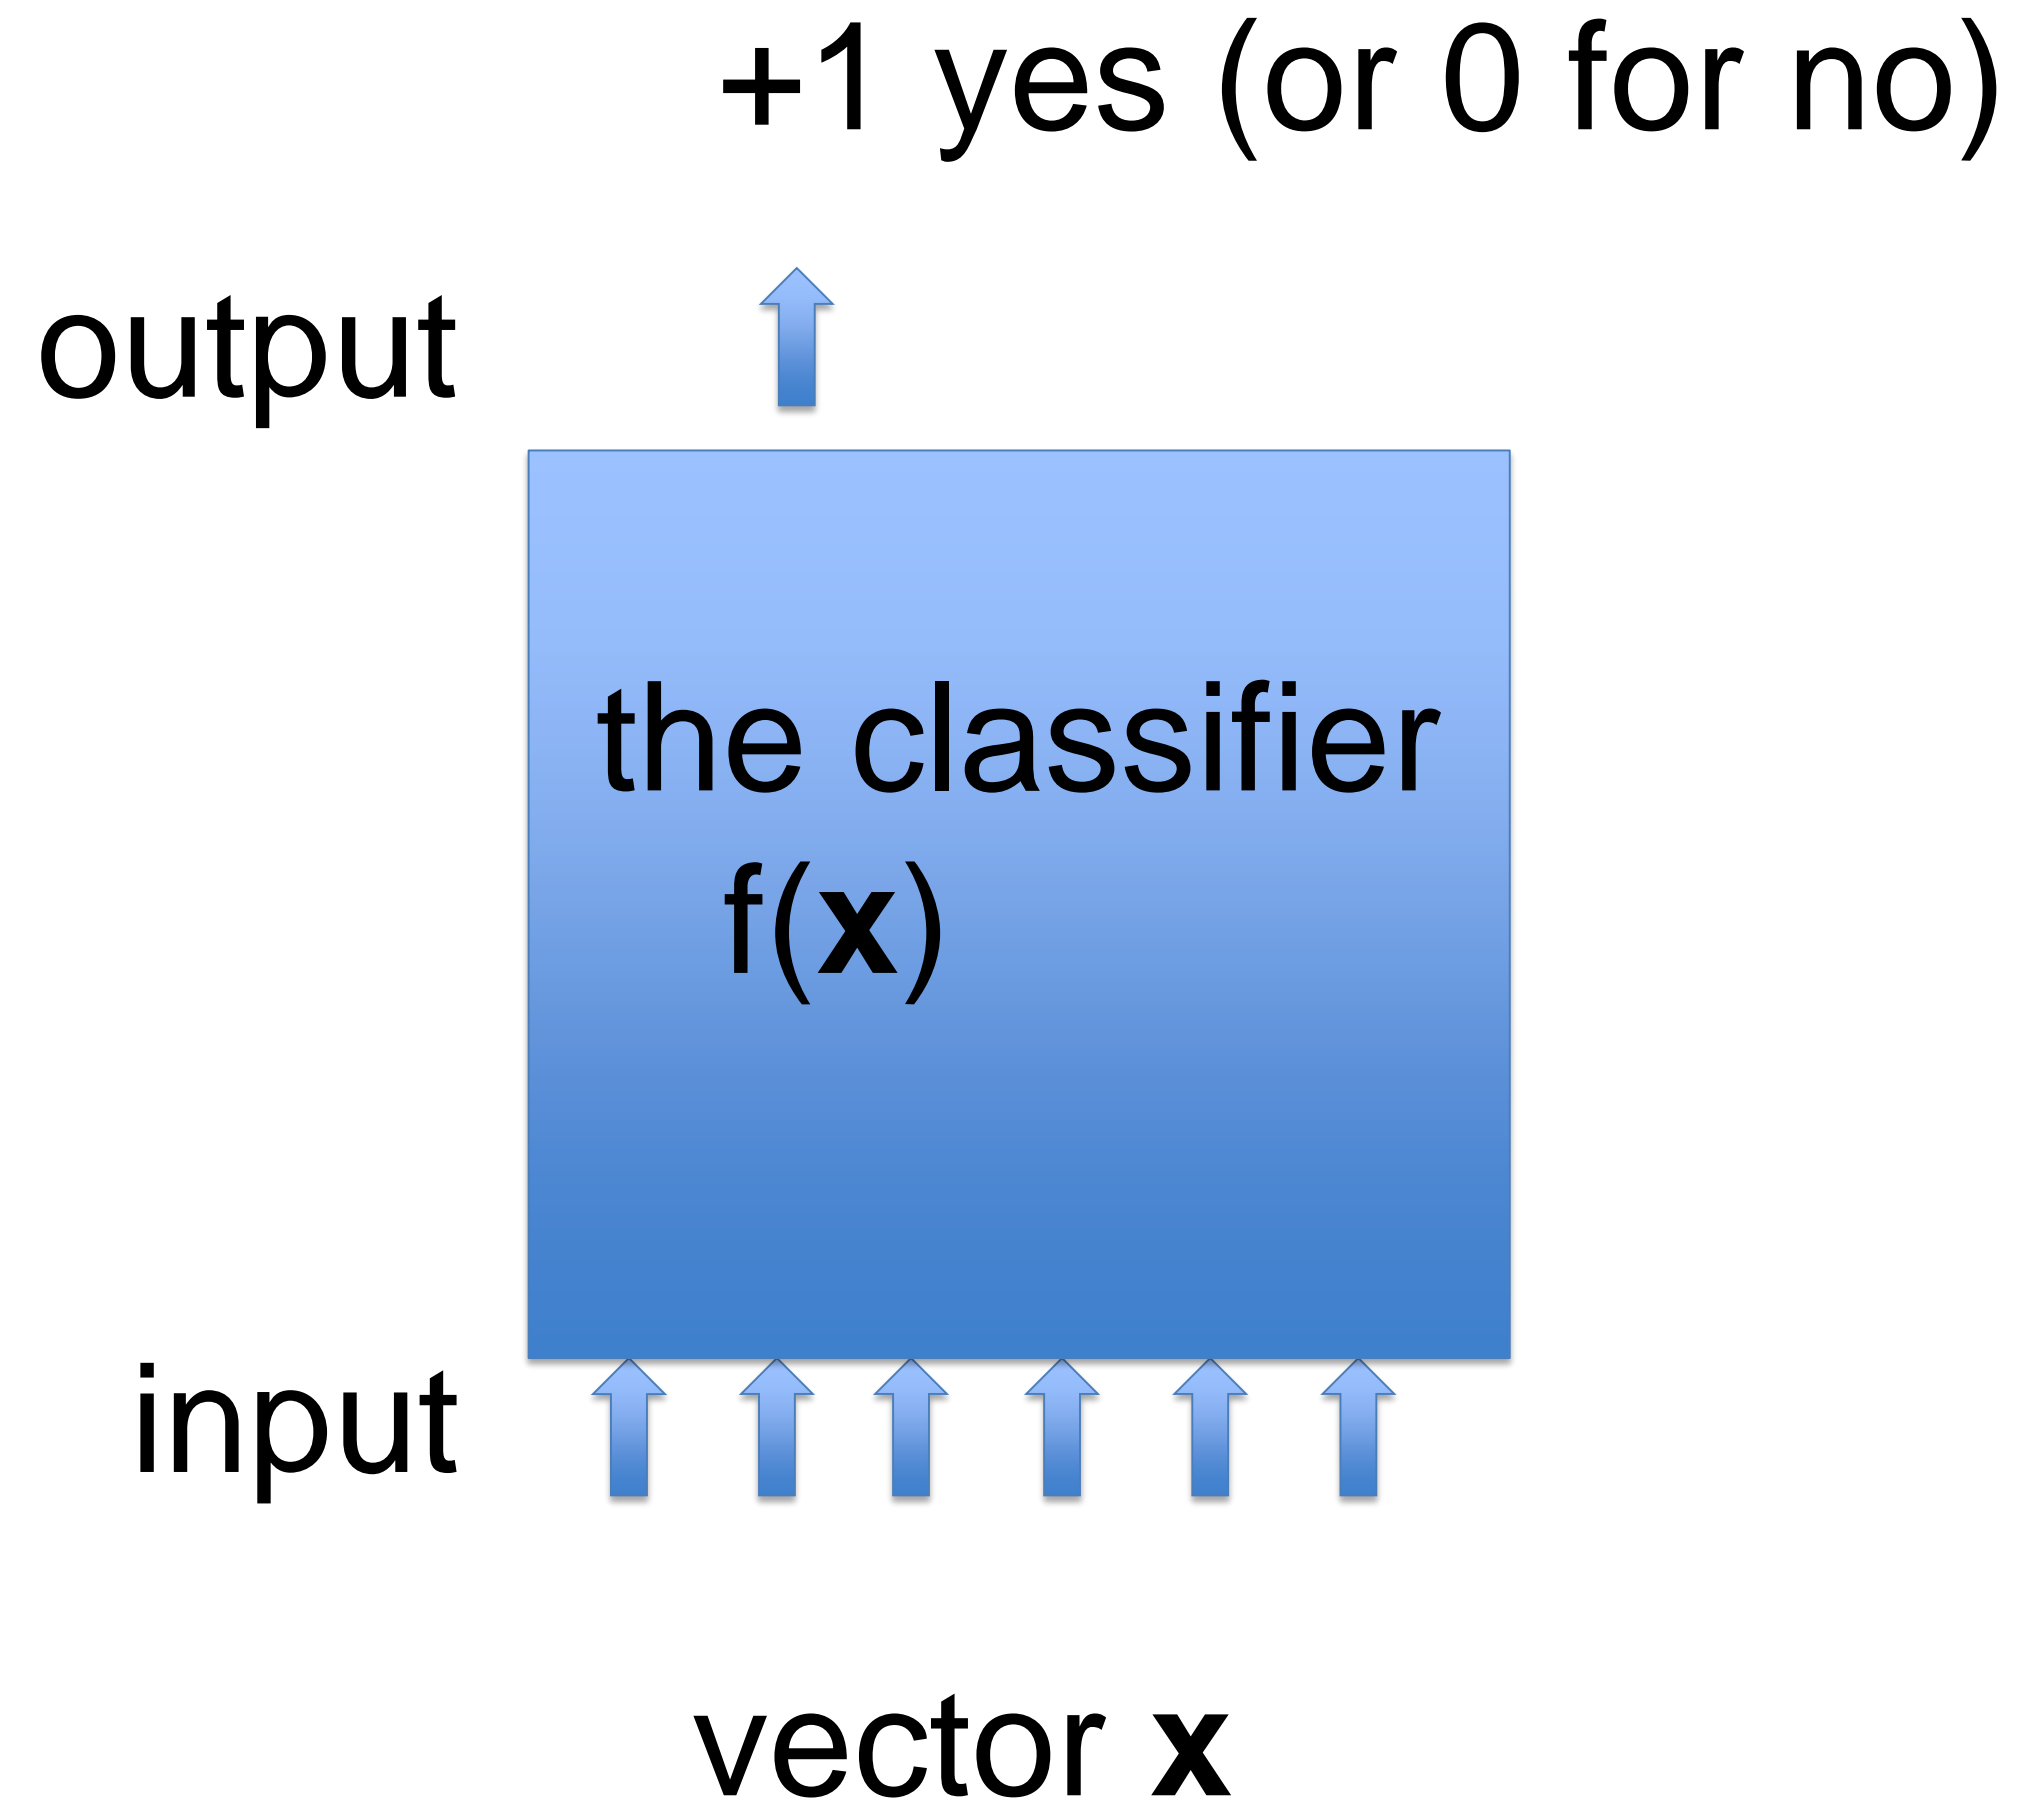 +1 yes (or 0 for no)
output
the classifier
f(x)
input
vector x